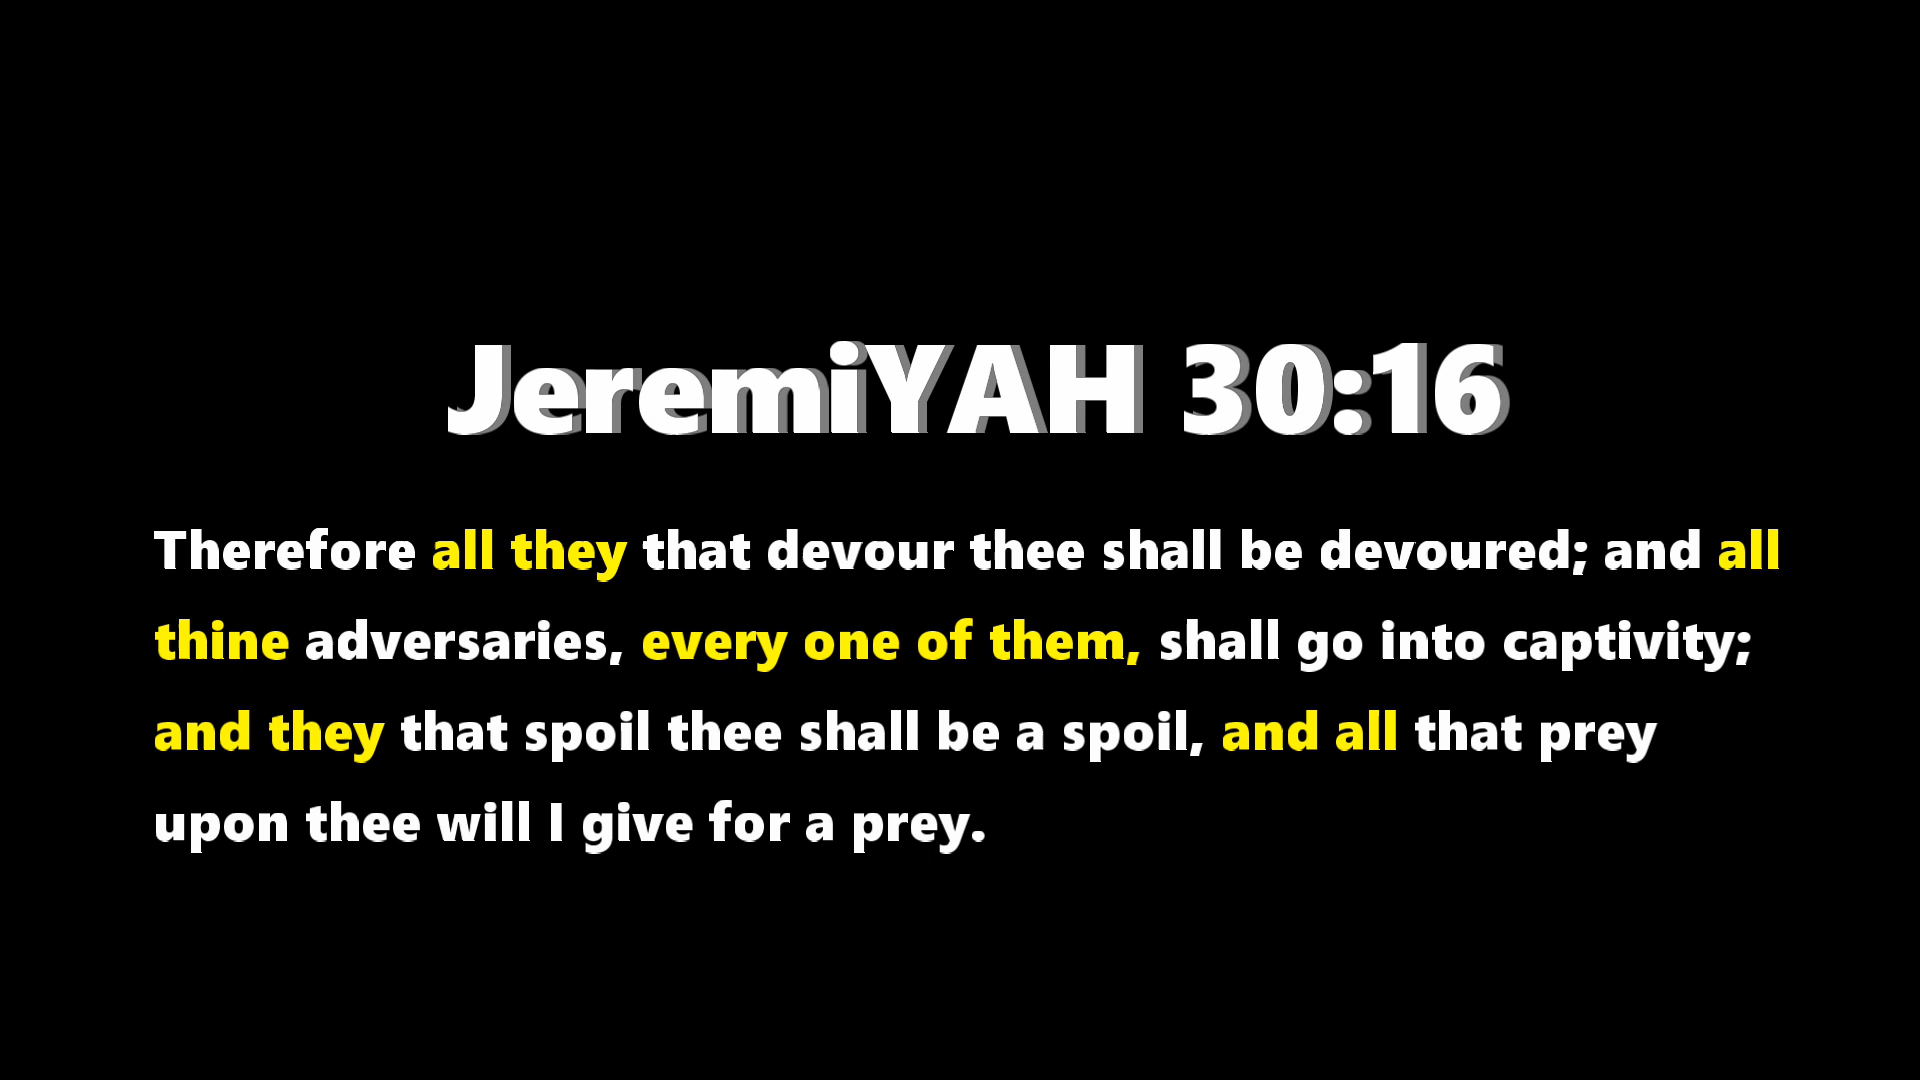 JeremiYAH 30:16
Therefore all they that devour thee shall be devoured; and all
thine adversaries, every one of them, shall go into captivity;
and they that spoil thee shall be a spoil, and all that prey
upon thee will I give for a prey.